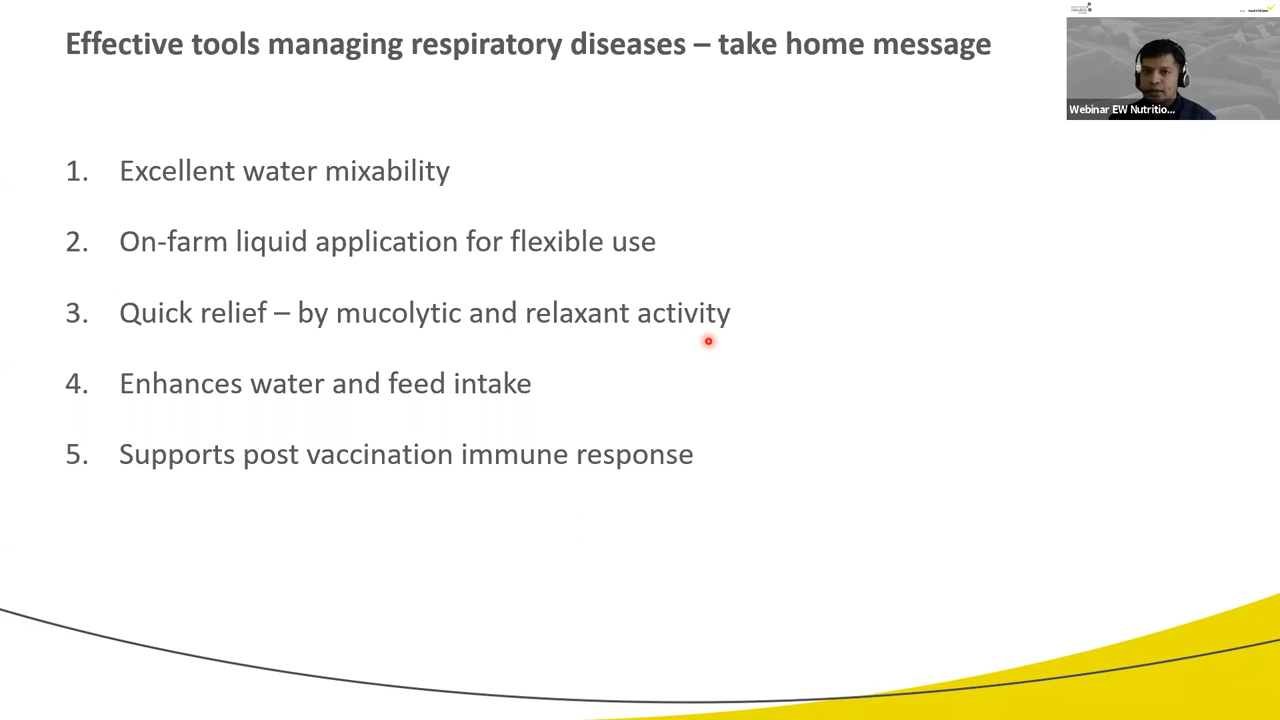 Effective tools managing respiratory diseases – take home message
nutrition
Webinar EW Nutritio...
1. Excellent water mixability
2. On-farm liquid application for flexible use
3. Quick relief – by mucolytic and relaxant activity
4. Enhances water and feed intake
5. Supports post vaccination immune response